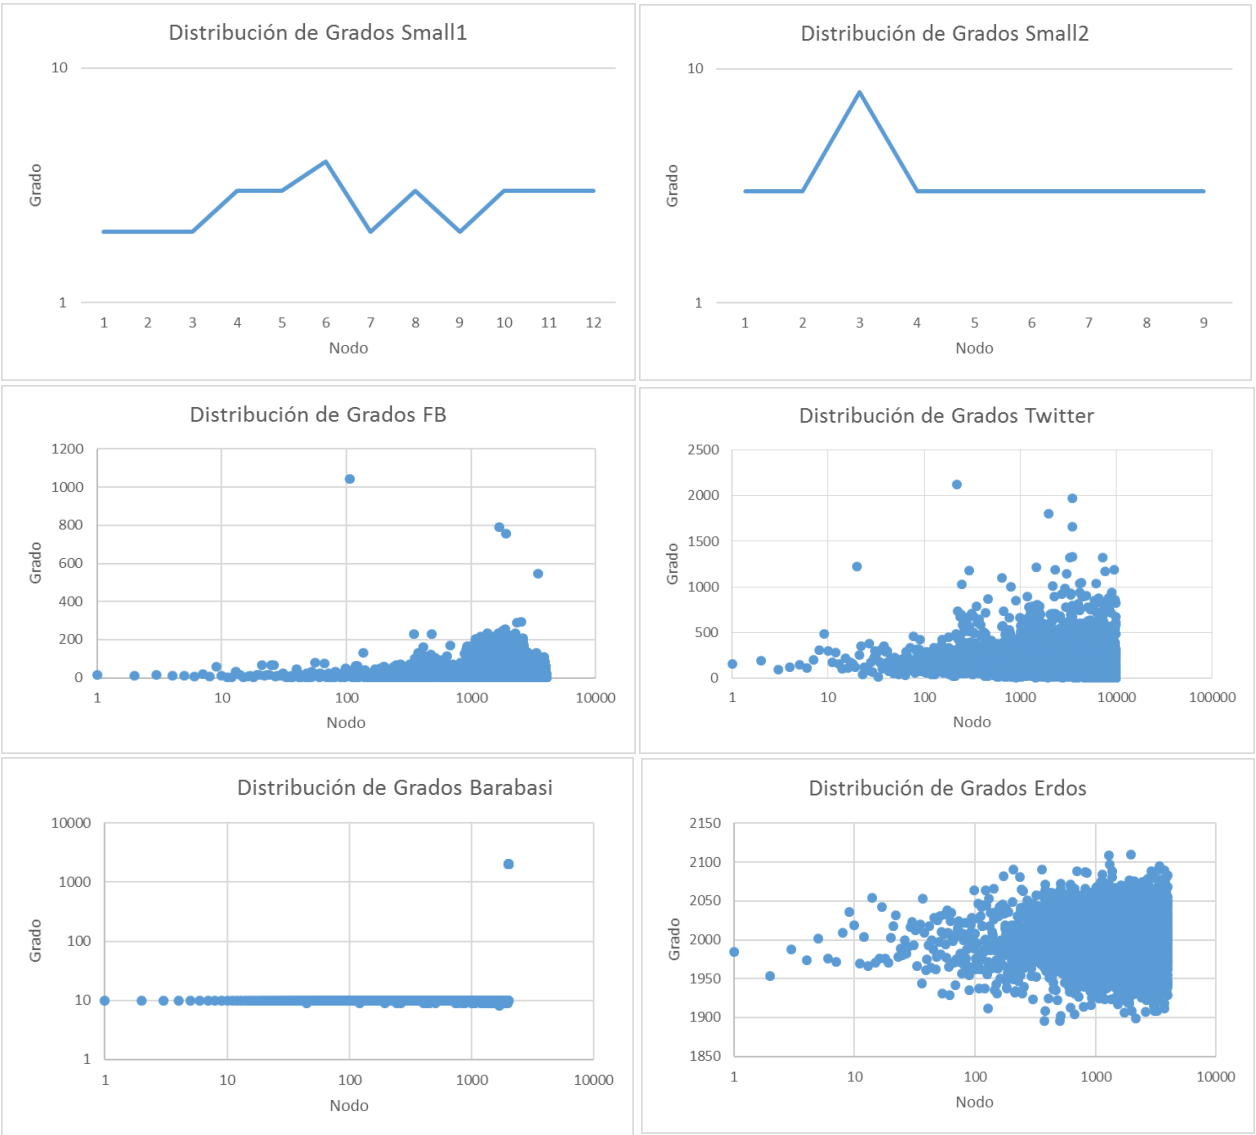 Distribución de Grados Small1
10
1
Grado
1 2 3 4 5 6 7 8 9 10 11 12
Nodo
Distribución de Grados Small2
10
1
Grado
1 2 3 4 5 6 7 8 9
Nodo
Distribución de Grados FB
1200
1000
800
600
400
200
0
Grado
1 10 100 1000 10000
Nodo
Distribución de Grados Twitter
2500
2000
1500
1000
500
0
Grado
1 10 100 1000 10000 100000
Nodo
Distribución de Grados Barabasi
10000
1000
100
10
1
Grado
1 10 100 1000 10000
Nodo
Distribución de Grados Erdos
2150
2100
2050
2000
1950
1900
1850
Grado
1 10 100 1000 10000
Nodo